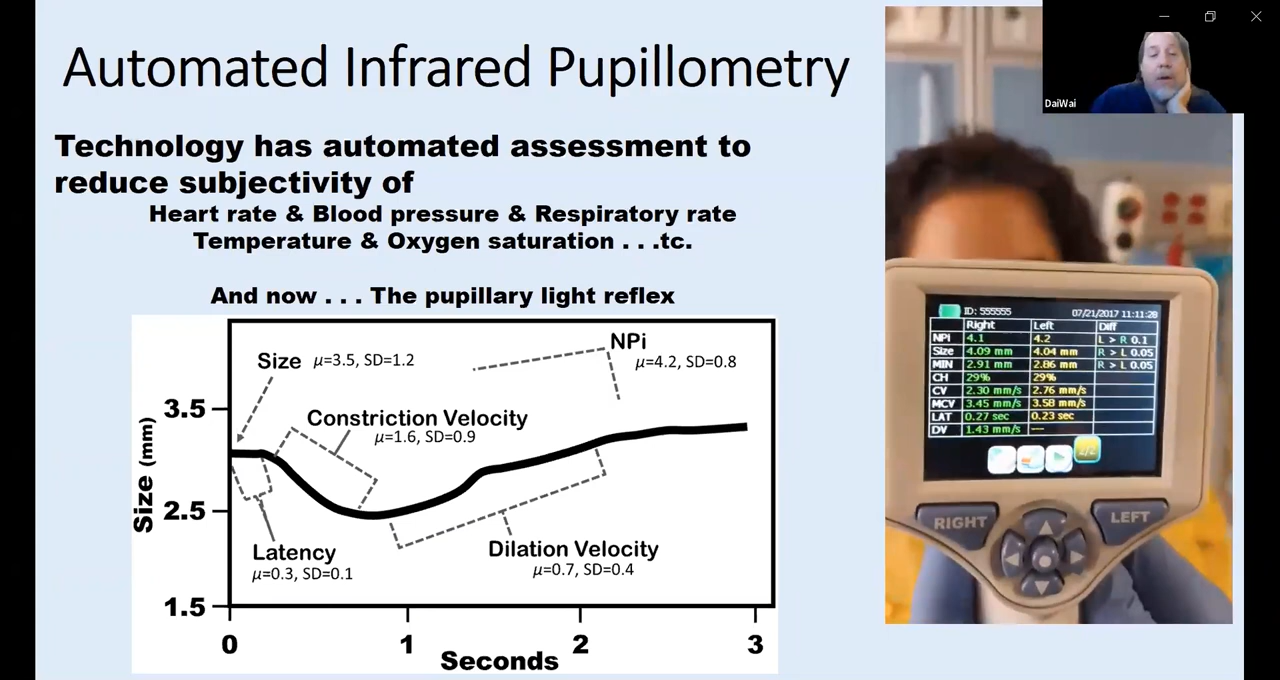 Automated Infrared Pupillometry
DaiWai
Technology has automated assessment to
reduce subjectivity of
Heart rate & Blood pressure & Respiratory rate
Temperature & Oxygen saturation . . .tc.
And now . . . The pupillary light reflex
NPi
μ=4.2, SD=0.8
Size μ=3.5, SD=1.2
Constriction Velocity
μ=1.6, SD=0.9
Latency
μ=0.3, SD=0.1
Dilation Velocity
μ=0.7, SD=0.4
Size (mm)
3.5
2.5
1.5
0 1 2 3
Seconds
ID: 555555 07/21/2017 11:11:28
Right Left Diff
NPi 4.1 4.2 L > R 0.1
Size 4.09 mm 4.04 mm R > L 0.05
MIN 2.91 mm 2.86 mm R > L 0.05
CH 29% 29%
CV 2.30 mm/s 2.76 mm/s
MCV 3.45 mm/s 3.58 mm/s
LAT 0.27 sec 0.23 sec
DV 1.43 mm/s ----
2/2
RIGHT LEFT